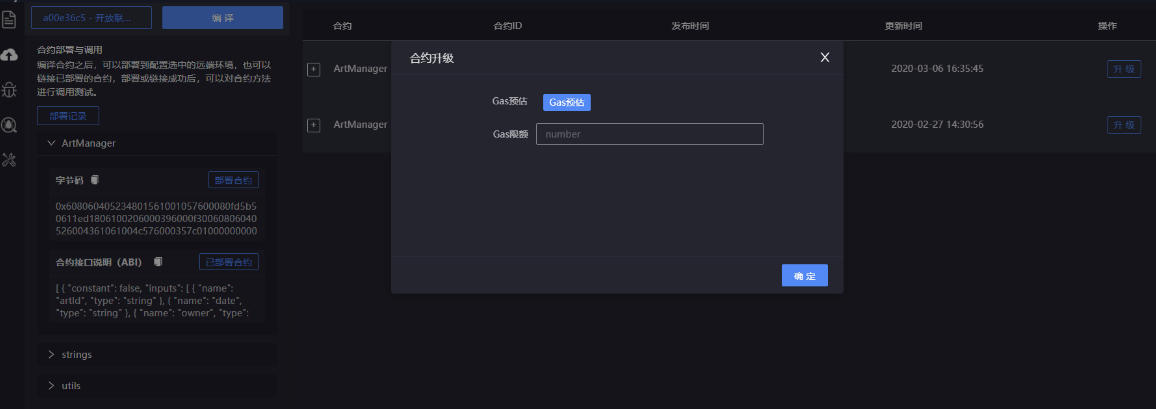 a00e36c5 - 开放联...
编 译
合约部署与调用
编译合约之后，可以部署到配置选中的远端环境，也可以
链接已部署的合约，部署或链接成功后，可以对合约方法
进行调用测试。
部署记录
ArtManager
字节码
部署合约
0x608060405234801561001057600080fd5b5
0611ed1806100206000396000f30060806040
526004361061004c576000357c01000000000
合约接口说明（ABI）
已部署合约
[ { "constant": false, "inputs": [ { "name":
"artId", "type": "string" }, { "name": "date",
"type": "string" }, { "name": "owner", "type":
strings
utils
合约
合约ID
发布时间
更新时间
操作
ArtManager
2020-03-06 16:35:45
升 级
ArtManager
2020-02-27 14:30:56
升 级
合约升级
X
Gas预估
Gas预估
Gas限额
number
确 定